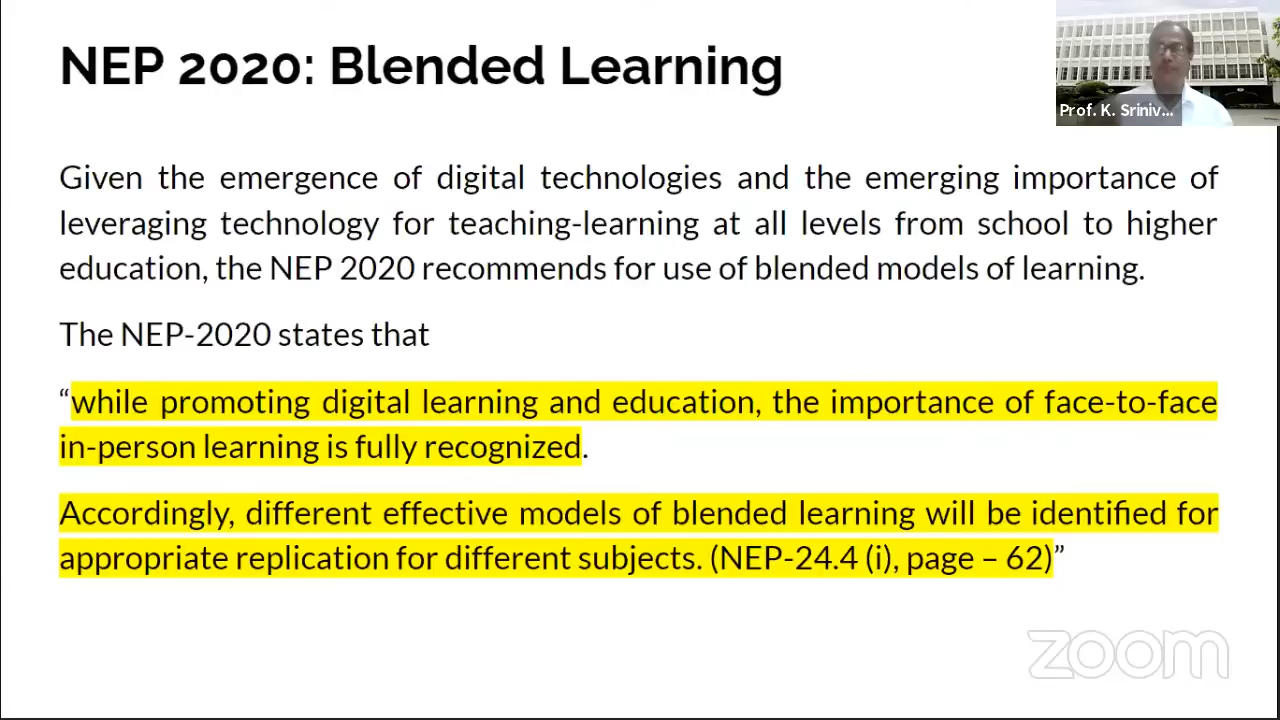 NEP 2020: Blended Learning
Prof. K. Sriniv...
Given the emergence of digital technologies and the emerging importance of
leveraging technology for teaching-learning at all levels from school to higher
education, the NEP 2020 recommends for use of blended models of learning.
The NEP-2020 states that
“while promoting digital learning and education, the importance of face-to-face
in-person learning is fully recognized.
Accordingly, different effective models of blended learning will be identified for
appropriate replication for different subjects. (NEP-24.4 (i), page – 62)”
zoom